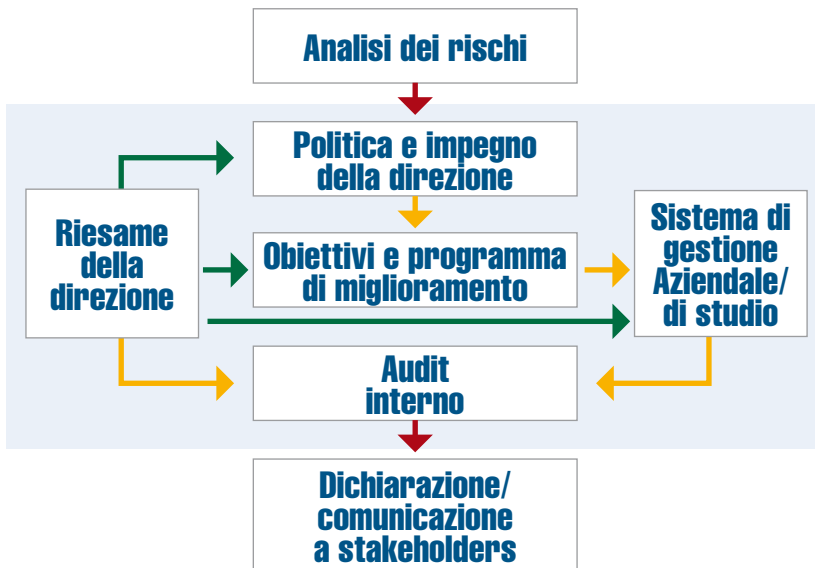 Analisi dei rischi
Politica e impegno
della direzione
Riesame
della
direzione
Obiettivi e programma
di miglioramento
Sistema di
gestione
Aziendale/
di studio
Audit
interno
Dichiarazione/
comunicazione
a stakeholders